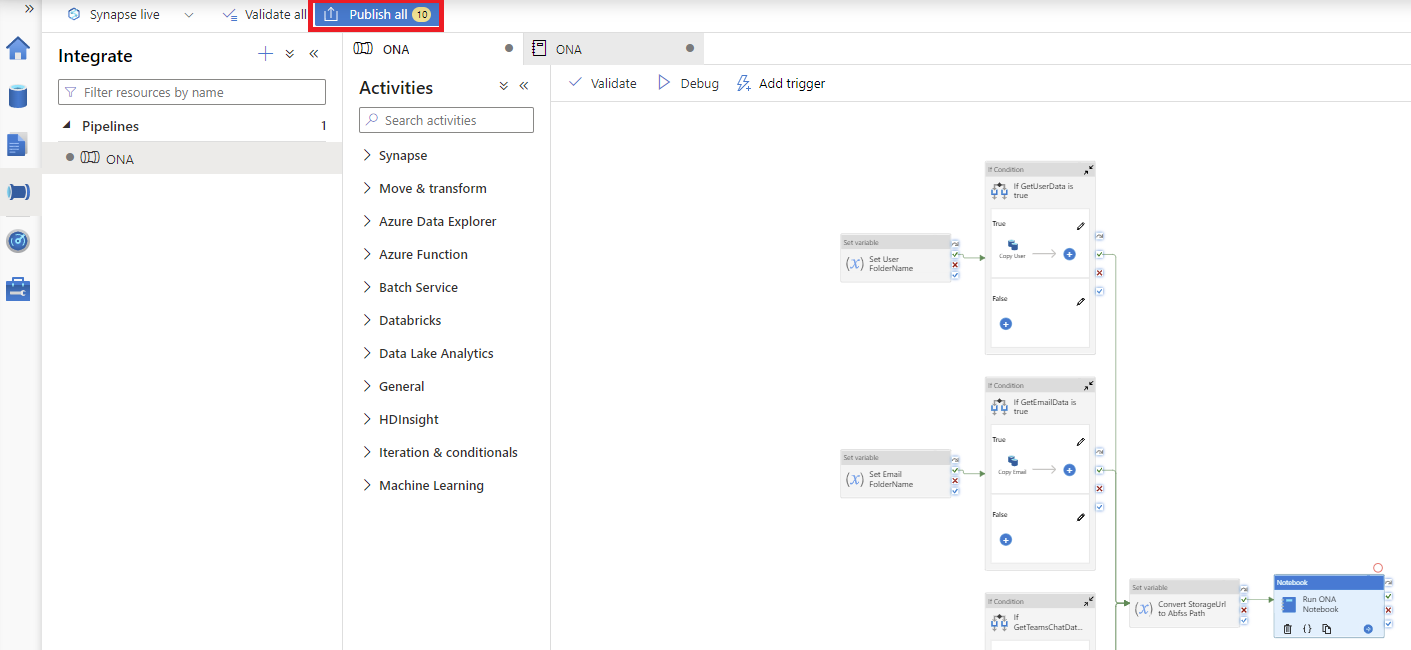 Synapse live
Validate all
Publish all 10
Integrate
Filter resources by name
Pipelines 1
ONA
ONA
ONA
Activities
Search activities
Synapse
Move & transform
Azure Data Explorer
Azure Function
Batch Service
Databricks
Data Lake Analytics
General
HDInsight
Iteration & conditionals
Machine Learning
Validate
Debug
Add trigger
Set variable
Set User
FolderName
If Condition
If GetUserData is
true
True
Copy User
False
Set variable
Set Email
FolderName
If Condition
If GetEmailData is
true
True
Copy Email
False
If Condition
If
GetTeamsChatDat...
Set variable
Convert StorageUrl
to Abfss Path
Notebook
Run ONA
Notebook